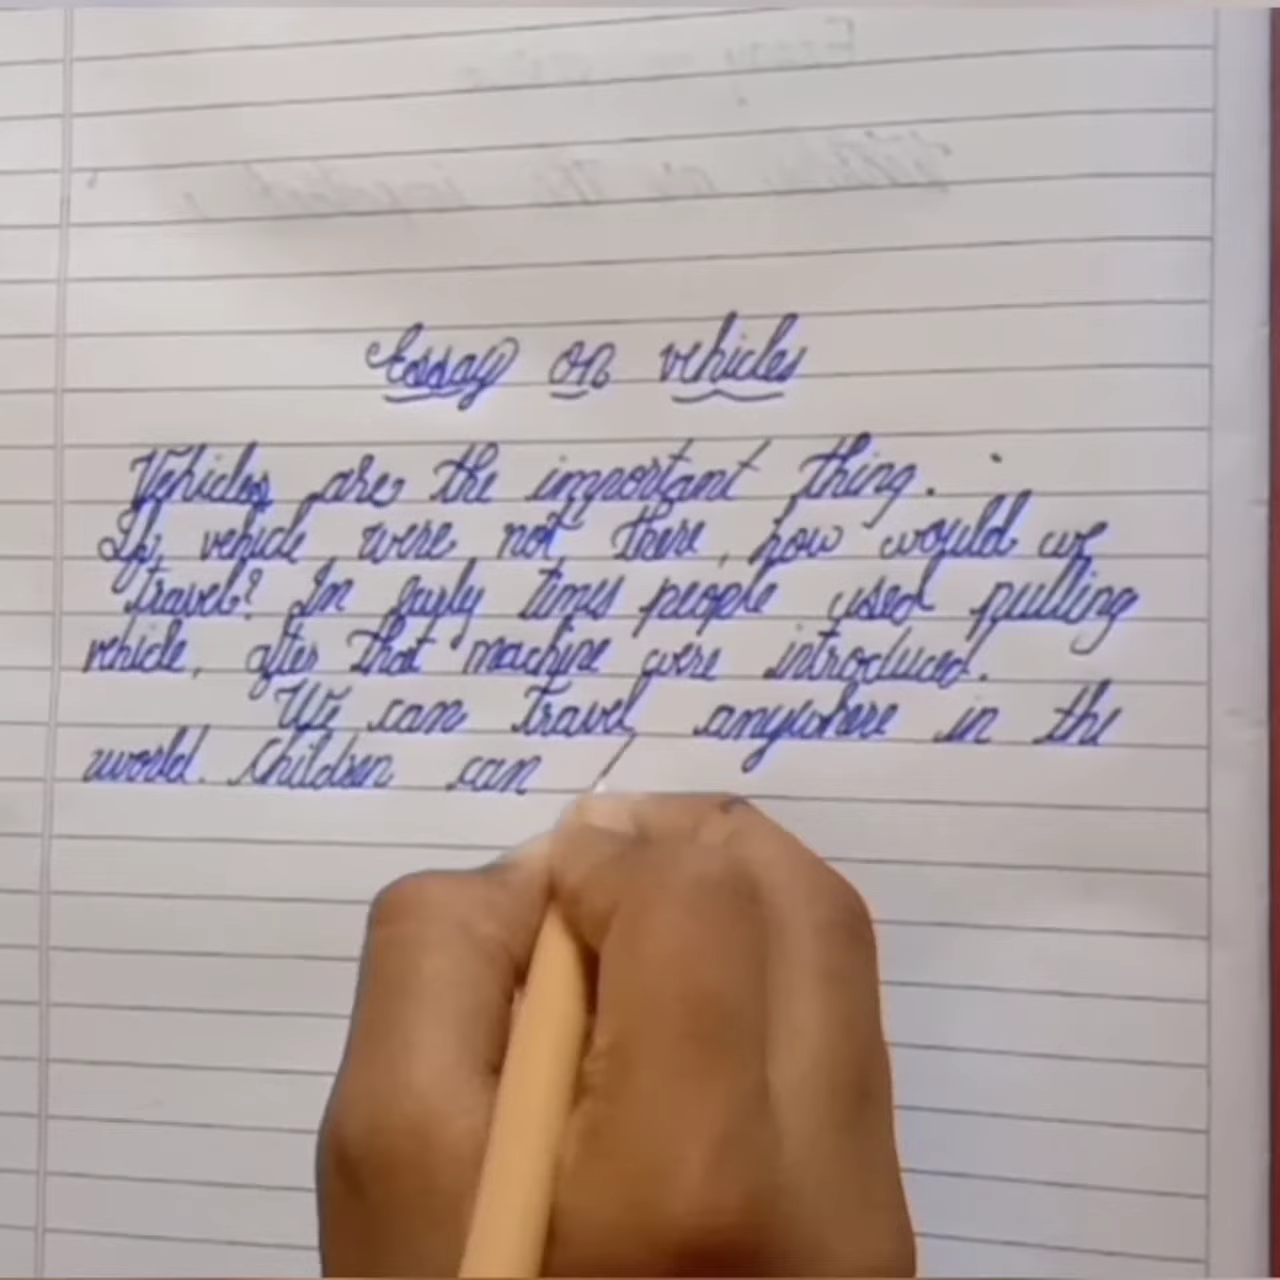 Essay on vehicles
Vehicles are the important thing.
If vehicle were not there, how would we
travel? In early times people used pulling
vehicle, after that machine were introduced.
We can travel anywhere in the
world. Children can